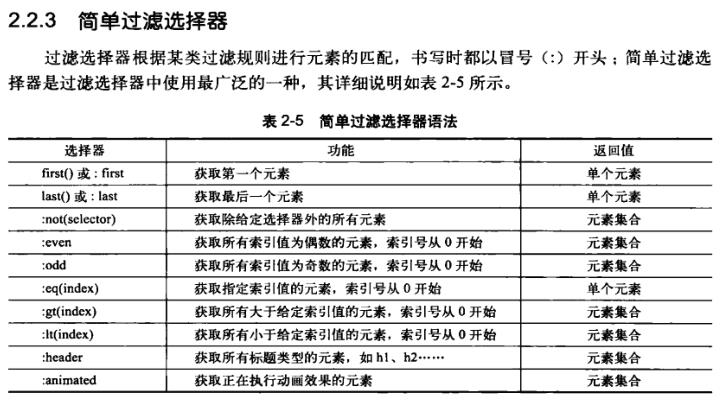 2.2.3 简单过滤选择器
过滤选择器根据某类过滤规则进行元素的匹配，书写时都以冒号（:）开头；简单过滤选
择器是过滤选择器中使用最广泛的一种，其详细说明如表 2-5 所示。
表 2-5 简单过滤选择器语法
选择器 功能 返回值
first() 或 : first 获取第一个元素 单个元素
last() 或 : last 获取最后一个元素 单个元素
:not(selector) 获取除给定选择器外的所有元素 元素集合
:even 获取所有索引值为偶数的元素，索引号从 0 开始 元素集合
:odd 获取所有索引值为奇数的元素，索引号从 0 开始 元素集合
:eq(index) 获取指定索引值的元素，索引号从 0 开始 单个元素
:gt(index) 获取所有大于给定索引值的元素，索引号从 0 开始 元素集合
:lt(index) 获取所有小于给定索引值的元素，索引号从 0 开始 元素集合
:header 获取所有标题类型的元素，如 h1、h2…… 元素集合
:animated 获取正在执行动画效果的元素 元素集合